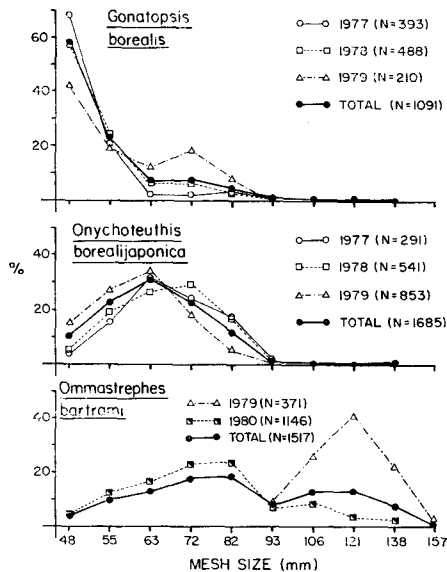 Gonatopsis
borealis
1977 (N=393)
1978 (N=488)
1979 (N=210)
TOTAL (N=1091)
60
40
20
Onychoteuthis
borealijaponica
1977 (N=291)
1978 (N=541)
1979 (N=853)
TOTAL (N=1685)
%
40
20
Ommastrephes
bartrami
1979 (N=371)
1980 (N=1146)
TOTAL (N=1517)
40
20
48 55 63 72 82 93 106 121 138 157
MESH SIZE (mm)